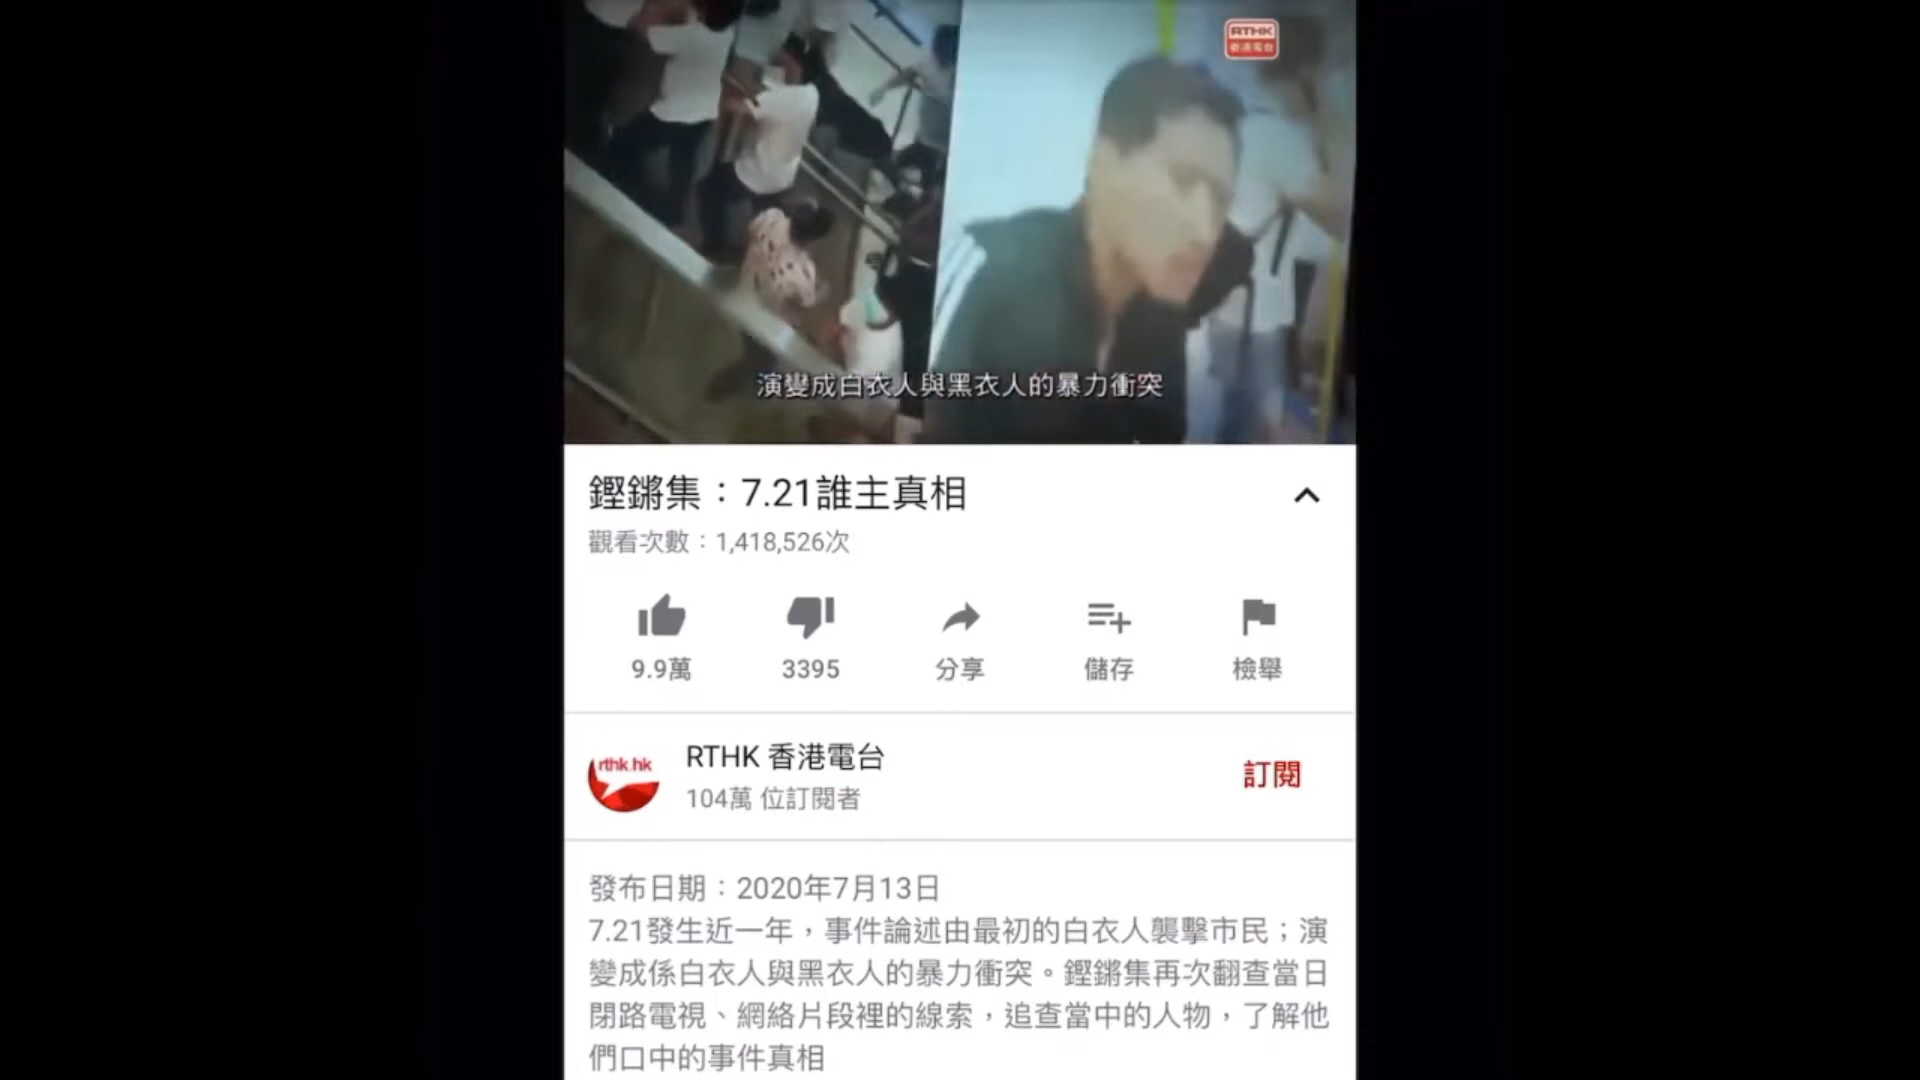 RTHK
香港電台
演變成白衣人與黑衣人的暴力衝突
鏗鏘集：7.21誰主真相
觀看次數：1,418,526次
9.9萬 3395 分享 儲存 檢舉
rthk.hk
RTHK 香港電台
104萬 位訂閱者
訂閱
發布日期：2020年7月13日
7.21發生近一年，事件論述由最初的白衣人襲擊市民；演
變成係白衣人與黑衣人的暴力衝突。鏗鏘集再次翻查當日
閉路電視、網絡片段裡的線索，追查當中的人物，了解他
們口中的事件真相